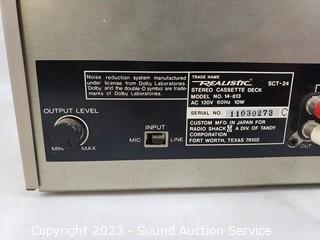 Noise reduction system manufactured
under license from Dolby Laboratories
Dolby and the double-D symbol are trade-
marks of Dolby Laboratories.
TRADE NAME
REALISTIC
SCT-24
STEREO CASSETTE DECK
MODEL NO. 14-613
AC 120V 60Hz 10W
SERIAL NO. 11030273 C
CUSTOM MFD. IN JAPAN FOR
RADIO SHACK A DIV. OF TANDY
CORPORATION
FORT WORTH, TEXAS 76102
OUTPUT LEVEL
MIN MAX
INPUT
MIC LINE
OUT
Copyright 2023 - Sound Auction Service